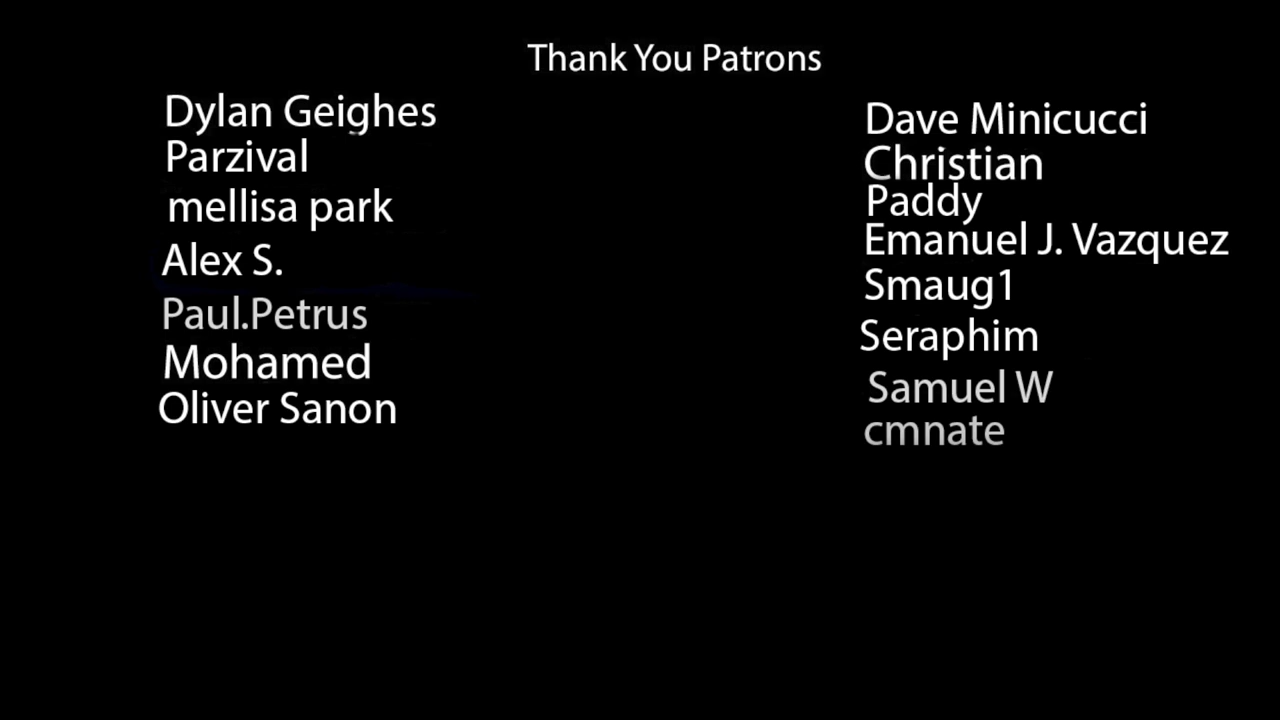 Thank You Patrons
Dylan Geighes
Parzival
mellisa park
Alex S.
Paul.Petrus
Mohamed
Oliver Sanon
Dave Minicucci
Christian
Paddy
Emanuel J. Vazquez
Smaug1
Seraphim
Samuel W
cmnate